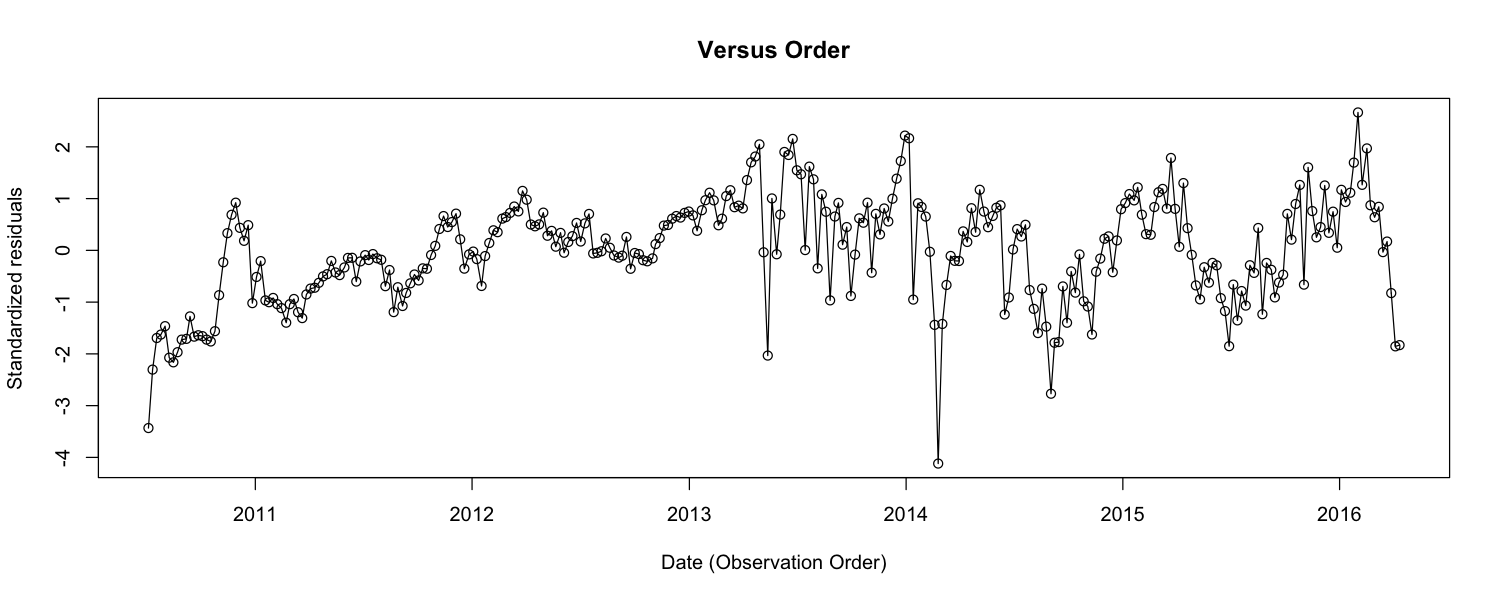 Versus Order
Standardized residuals
2
1
0
-1
-2
-3
-4
2011 2012 2013 2014 2015 2016
Date (Observation Order)